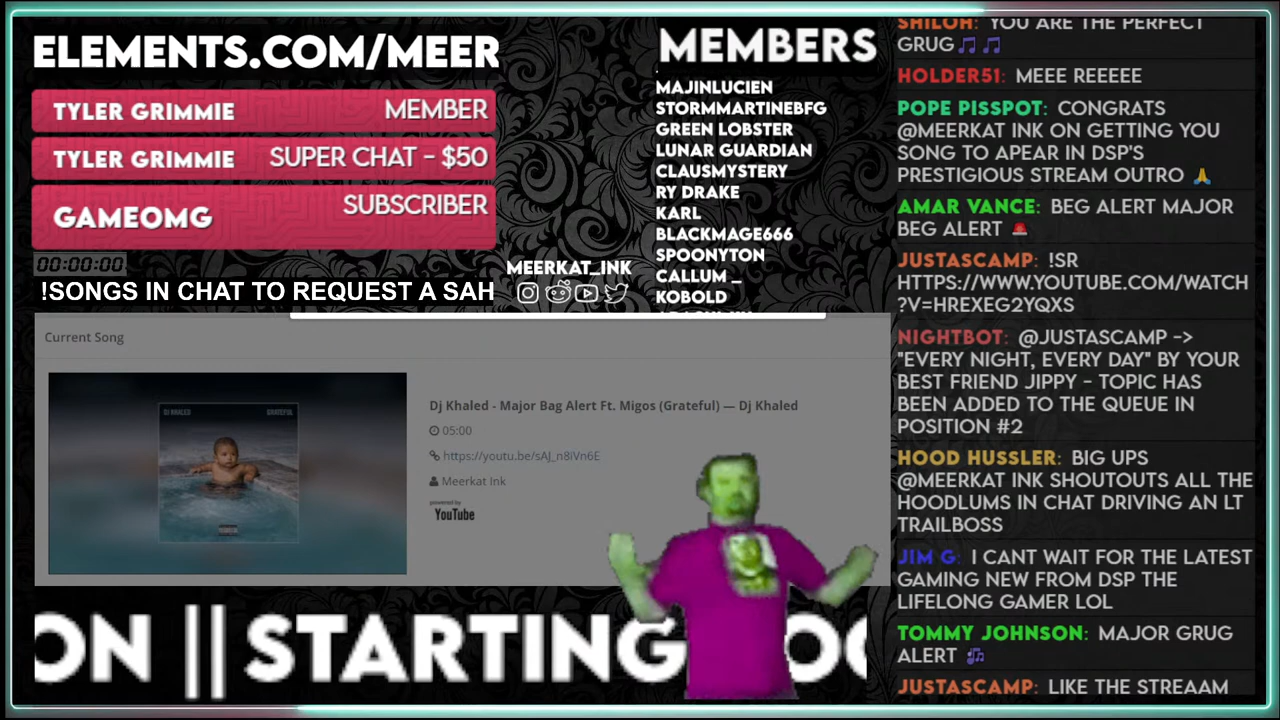 ELEMENTS.COM/MEER
TYLER GRIMMIE MEMBER
TYLER GRIMMIE SUPER CHAT - $50
GAMEOMG SUBSCRIBER
00:00:00
!SONGS IN CHAT TO REQUEST A SAH
MEERKAT_INK
MEMBERS
MAJINLUCIEN
STORMMARTINEBFG
GREEN LOBSTER
LUNAR GUARDIAN
CLAUSMYSTERY
RY DRAKE
KARL
BLACKMAGE666
SPOONYTON
CALLUM _
KOBOLD
Current Song
DJ KHALED GRATEFUL
Dj Khaled - Major Bag Alert Ft. Migos (Grateful) — Dj Khaled
05:00
https://youtu.be/sAJ_n8iVn6E
Meerkat Ink
powered by
YouTube
ON || STARTING
SHILOH: YOU ARE THE PERFECT
GRUG🎵 🎵
HOLDER51: MEEE REEEEE
POPE PISSPOT: CONGRATS
@MEERKAT INK ON GETTING YOU
SONG TO APEAR IN DSP'S
PRESTIGIOUS STREAM OUTRO 🙏
AMAR VANCE: BEG ALERT MAJOR
BEG ALERT 🚨
JUSTASCAMP: !SR
HTTPS://WWW.YOUTUBE.COM/WATCH
?V=HREXEG2YQXS
NIGHTBOT: @JUSTASCAMP ->
"EVERY NIGHT, EVERY DAY" BY YOUR
BEST FRIEND JIPPY - TOPIC HAS
BEEN ADDED TO THE QUEUE IN
POSITION #2
HOOD HUSSLER: BIG UPS
@MEERKAT INK SHOUTOUTS ALL THE
HOODLUMS IN CHAT DRIVING AN LT
TRAILBOSS
JIM G: I CANT WAIT FOR THE LATEST
GAMING NEW FROM DSP THE
LIFELONG GAMER LOL
TOMMY JOHNSON: MAJOR GRUG
ALERT 🎶
JUSTASCAMP: LIKE THE STREAAM